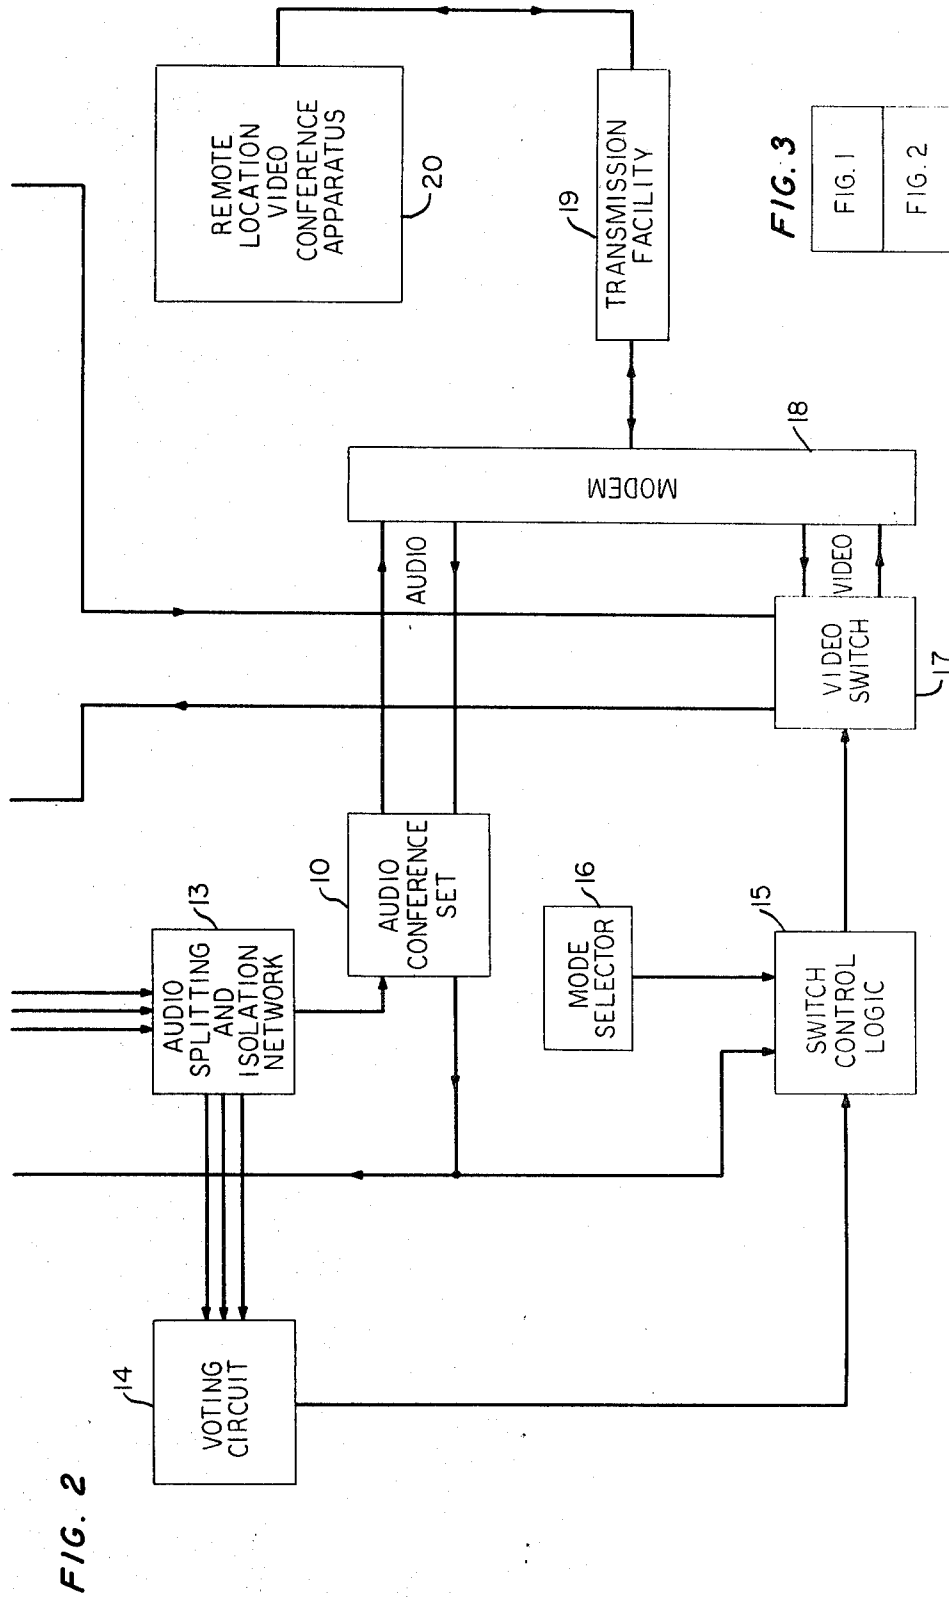 FIG. 2
14
VOTING
CIRCUIT
13
AUDIO
SPLITTING
AND
ISOLATION
NETWORK
10
AUDIO
CONFERENCE
SET
16
MODE
SELECTOR
15
SWITCH
CONTROL
LOGIC
AUDIO
VIDEO
VIDEO
SWITCH
17
MODEM
18
REMOTE
LOCATION
VIDEO
CONFERENCE
APPARATUS
20
19
TRANSMISSION
FACILITY
FIG. 3
FIG. 1
FIG. 2